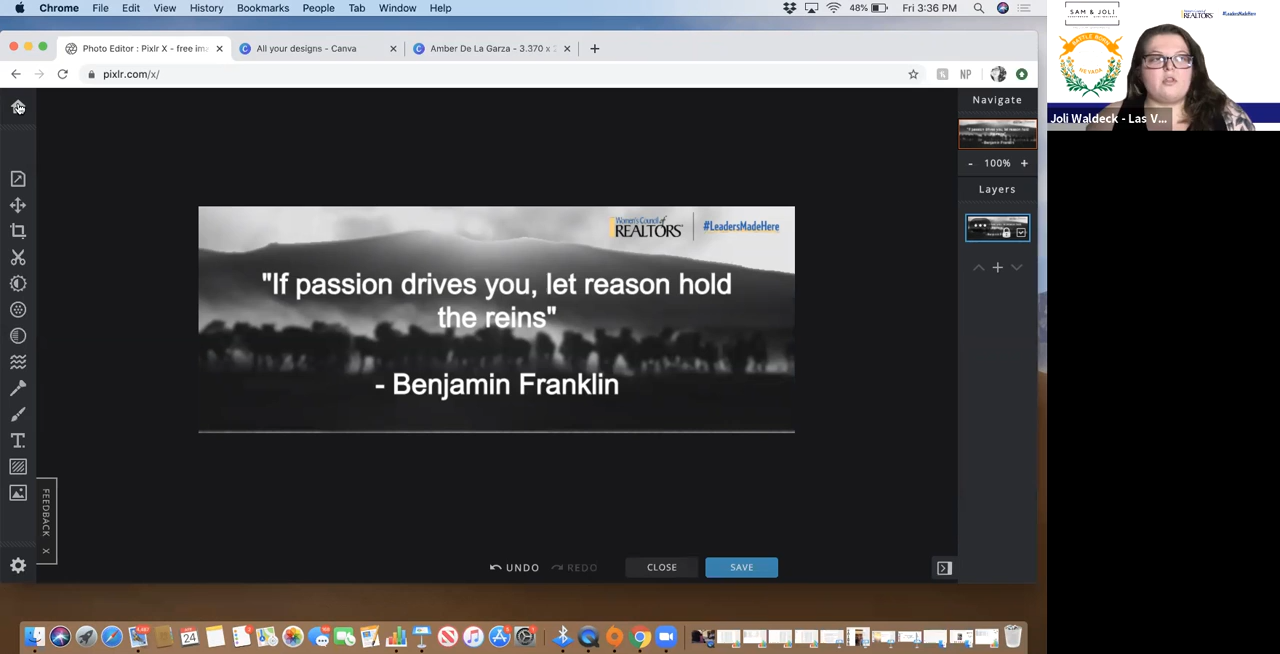 Chrome File Edit View History Bookmarks People Tab Window Help
48% Fri 3:36 PM
Photo Editor : Pixlr X - free im
All your designs - Canva
Amber De La Garza - 3.370 x
pixlr.com/x/
NP
Navigate
100%
Layers
Women's Council of
REALTORS
#LeadersMadeHere
"If passion drives you, let reason hold
the reins"
- Benjamin Franklin
FEEDBACK X
UNDO
REDO
CLOSE
SAVE
SAM & JOLI
REALTORS
#LeadersMadeHere
BATTLE BORN
NEVADA
Joli Waldeck - Las V...
24